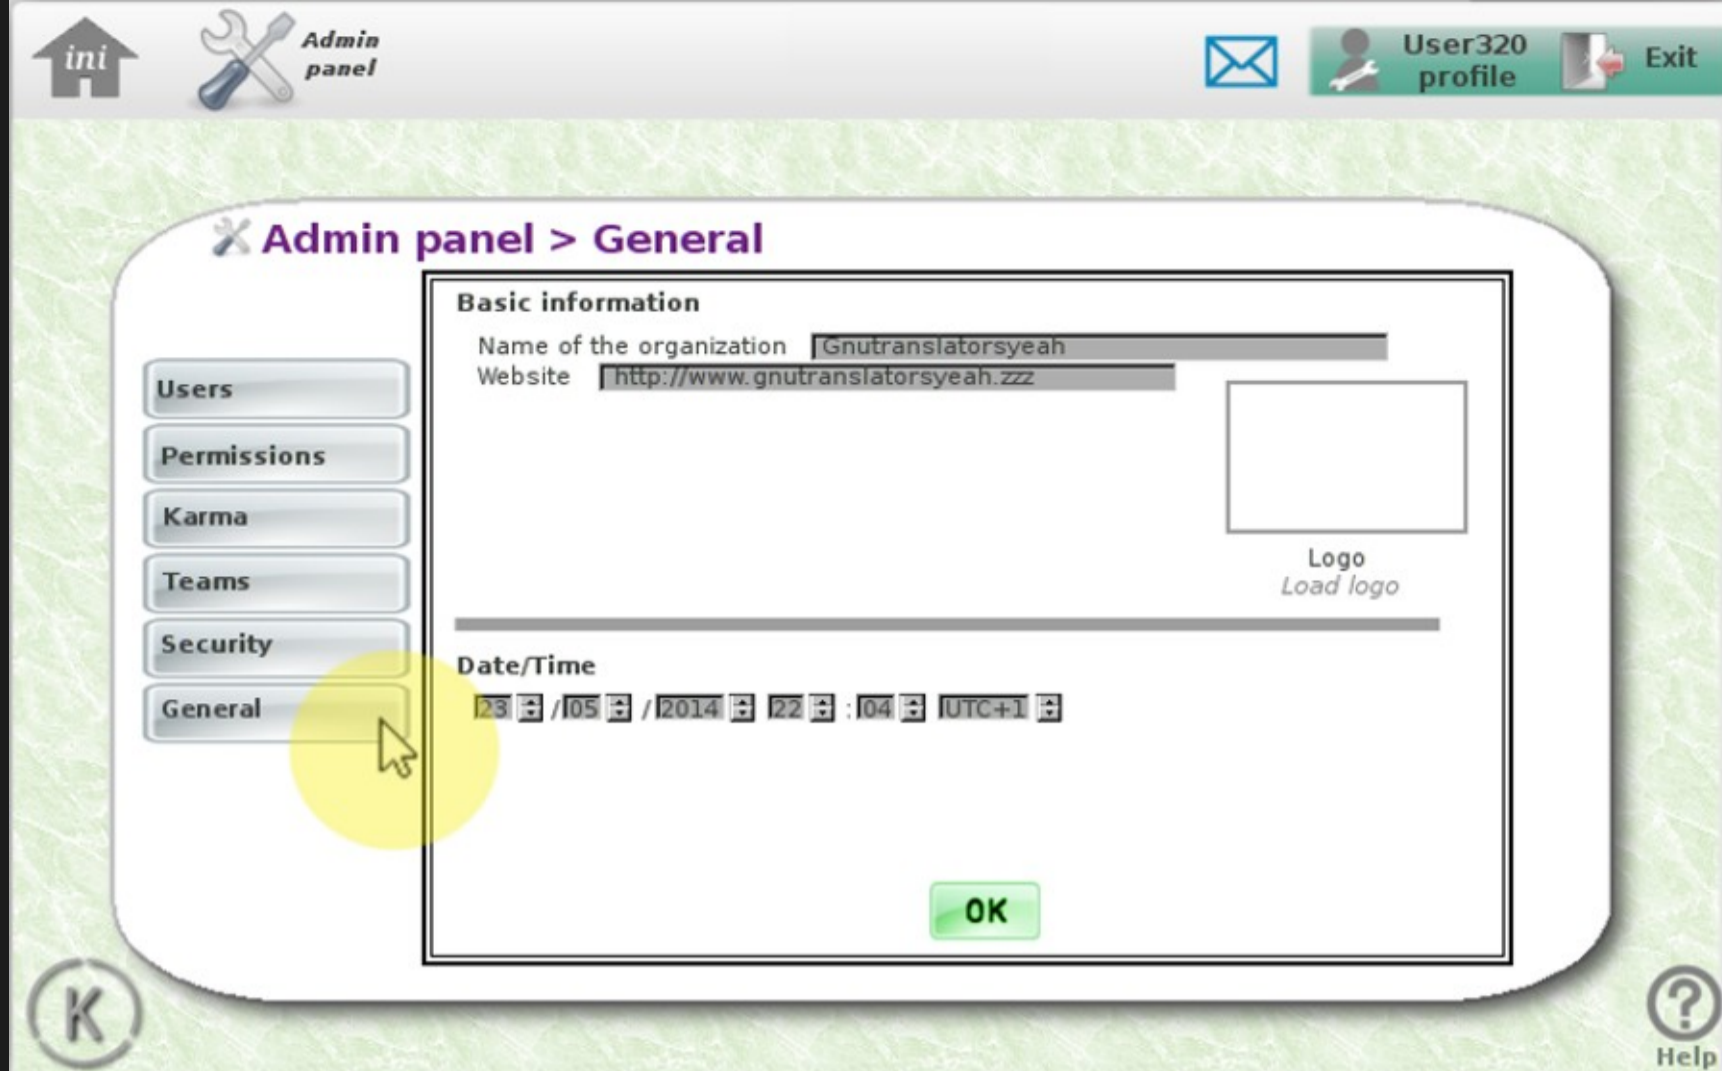 ini
Admin
panel
User320
profile
Exit
Admin panel > General
Users
Permissions
Karma
Teams
Security
General
Basic information
Name of the organization Gnutranslatorsyeah
Website http://www.gnutranslatorsyeah.zzz
Logo
Load logo
Date/Time
23 /05 /2014 22 :04 UTC+1
OK
K
?
Help